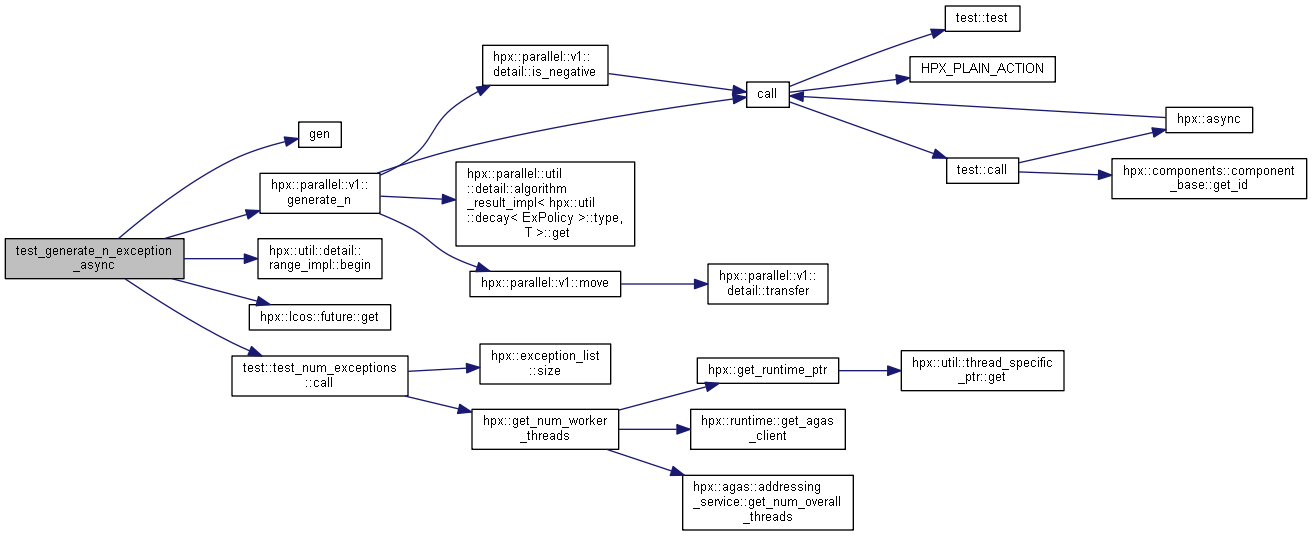 test_generate_n_exception
_async
gen
hpx::parallel::v1::
generate_n
hpx::util::detail::
range_impl::begin
hpx::lcos::future::get
test::test_num_exceptions
::call
hpx::parallel::v1::
detail::is_negative
hpx::parallel::util
::detail::algorithm
_result_impl< hpx::util
::decay< ExPolicy >::type,
T >::get
hpx::parallel::v1::move
hpx::exception_list
::size
hpx::get_num_worker
_threads
call
hpx::parallel::v1::
detail::transfer
hpx::get_runtime_ptr
hpx::runtime::get_agas
_client
hpx::agas::addressing
_service::get_num_overall
_threads
test::test
HPX_PLAIN_ACTION
test::call
hpx::util::thread_specific
_ptr::get
hpx::async
hpx::components::component
_base::get_id